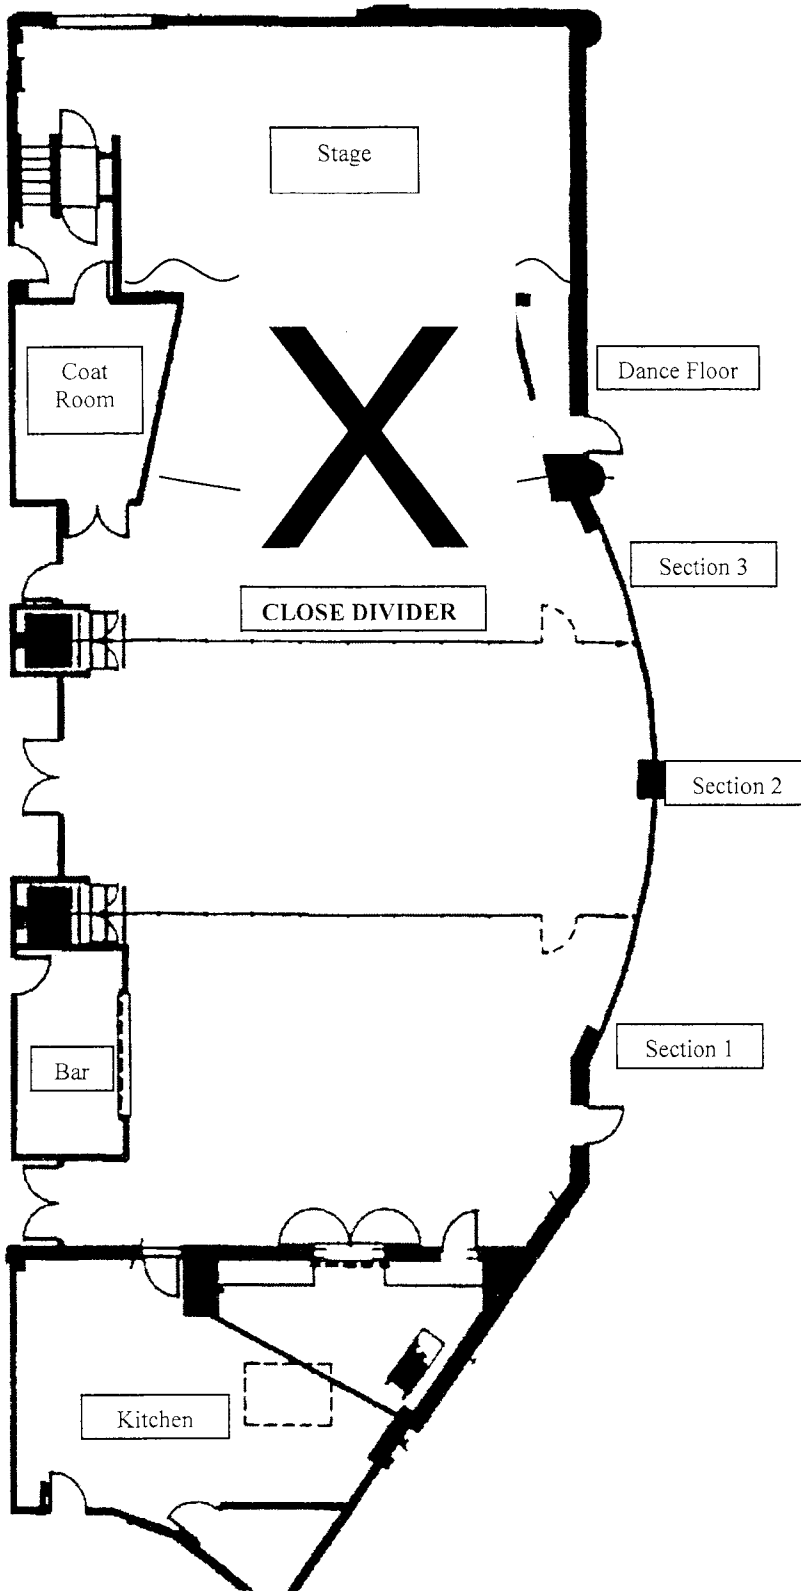 Stage
Coat
Room
Dance Floor
Section 3
CLOSE DIVIDER
Section 2
Section 1
Bar
Kitchen